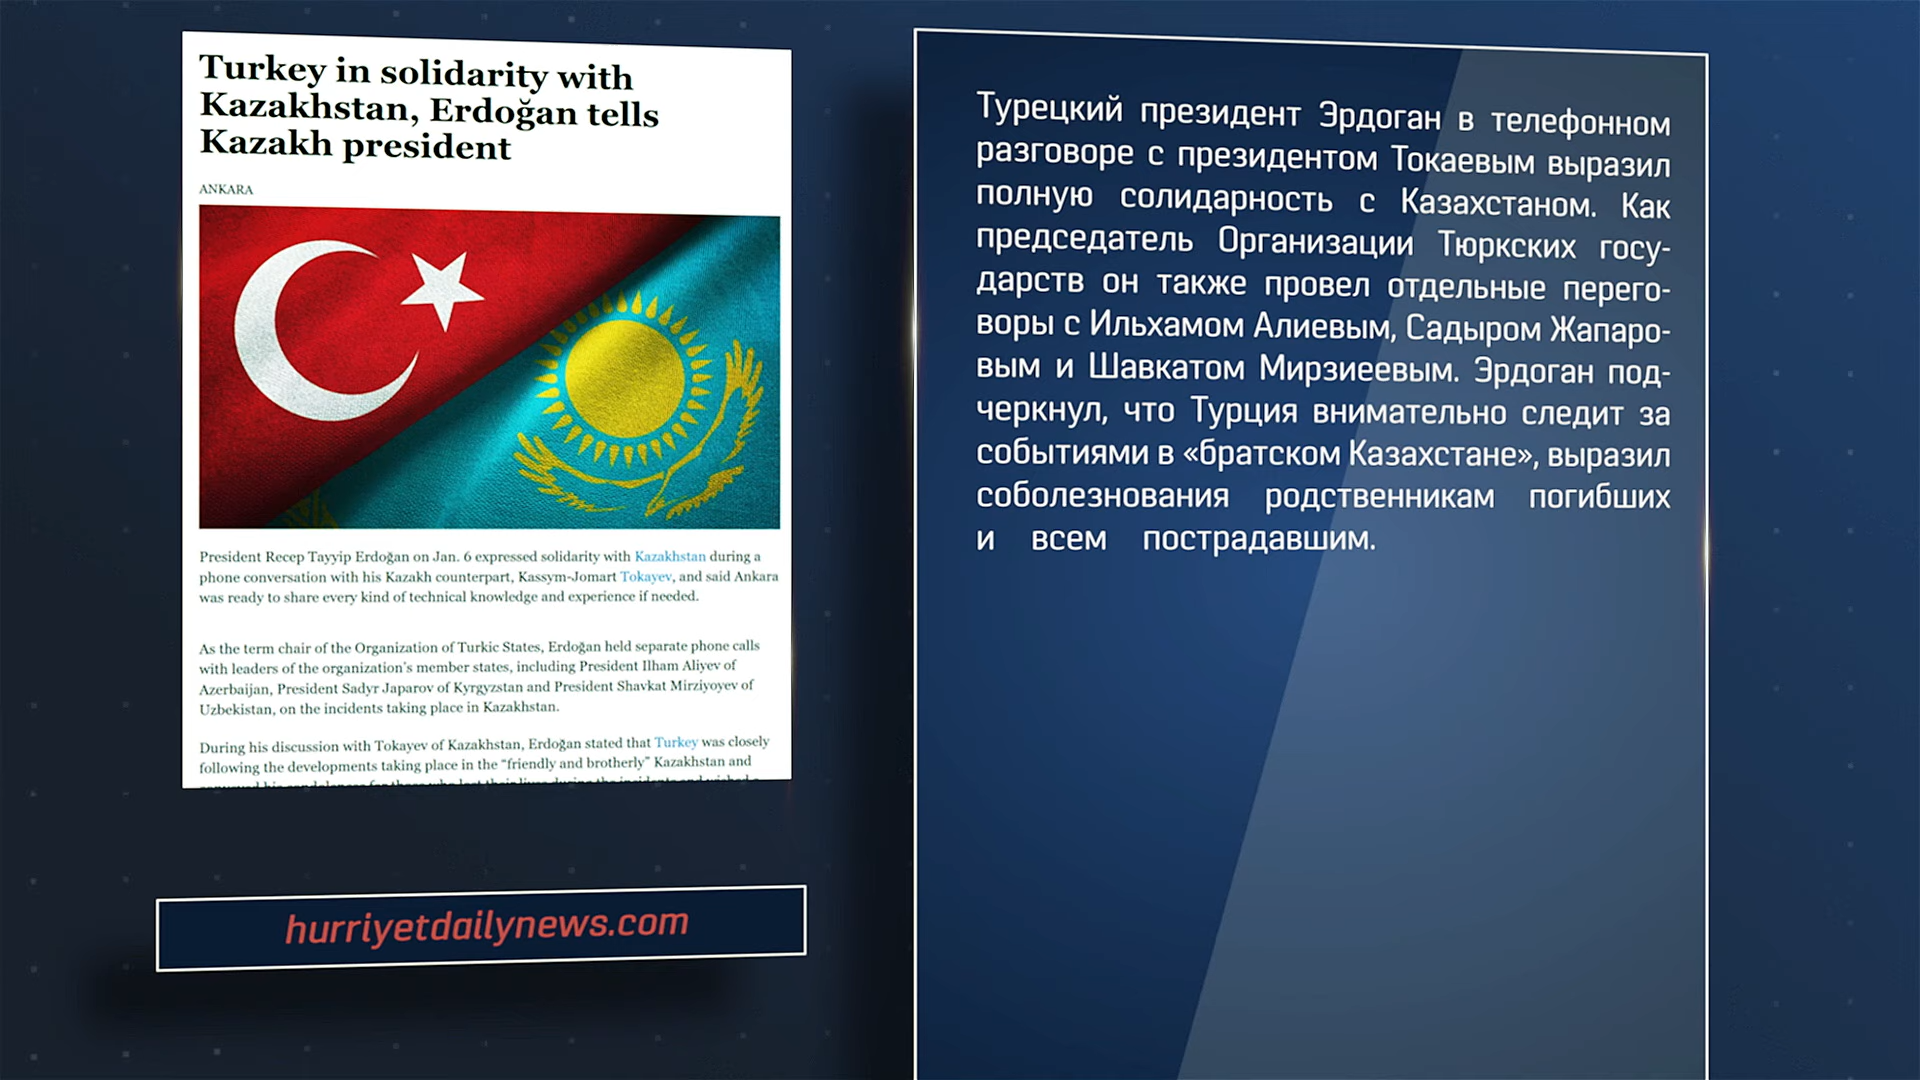 Turkey in solidarity with
Kazakhstan, Erdoğan tells
Kazakh president
ANKARA
President Recep Tayyip Erdoğan on Jan. 6 expressed solidarity with Kazakhstan during a
phone conversation with his Kazakh counterpart, Kassym-Jomart Tokayev, and said Ankara
was ready to share every kind of technical knowledge and experience if needed.
As the term chair of the Organization of Turkic States, Erdoğan held separate phone calls
with leaders of the organization's member states, including President Ilham Aliyev of
Azerbaijan, President Sadyr Japarov of Kyrgyzstan and President Shavkat Mirziyoyev of
Uzbekistan, on the incidents taking place in Kazakhstan.
During his discussion with Tokayev of Kazakhstan, Erdoğan stated that Turkey was closely
following the developments taking place in the “friendly and brotherly” Kazakhstan and
hurriyetdailynews.com
Турецкий президент Эрдоган в телефонном
разговоре с президентом Токаевым выразил
полную солидарность с Казахстаном. Как
председатель Организации Тюркских госу-
дарств он также провел отдельные перего-
воры с Ильхамом Алиевым, Садыром Жапаро-
вым и Шавкатом Мирзиеевым. Эрдоган под-
черкнул, что Турция внимательно следит за
событиями в «братском Казахстане», выразил
соболезнования родственникам погибших
и всем пострадавшим.